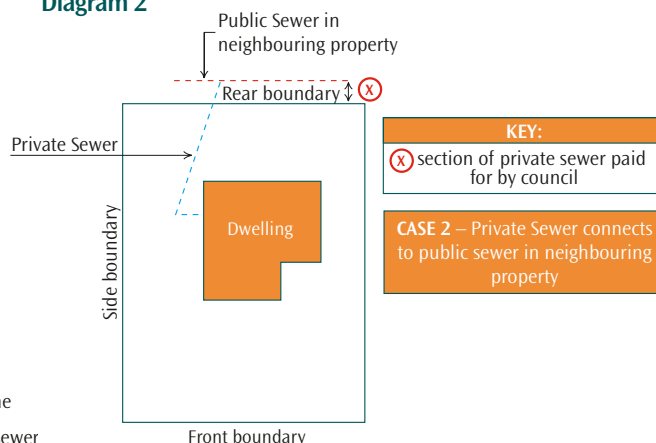 Diagram 2
Public Sewer in
neighbouring property
Rear boundary
X
Private Sewer
Dwelling
Side boundary
Front boundary
KEY:
X section of private sewer paid
for by council
CASE 2 – Private Sewer connects
to public sewer in neighbouring
property